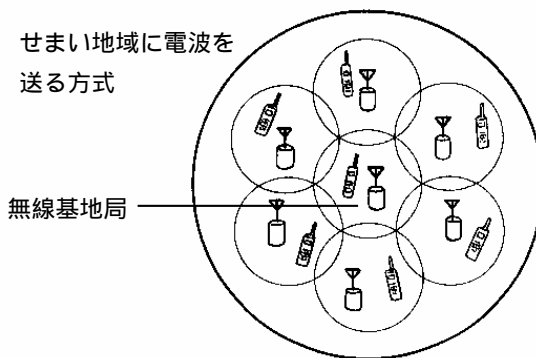 せまい地域に電波を
送る方式
無線基地局